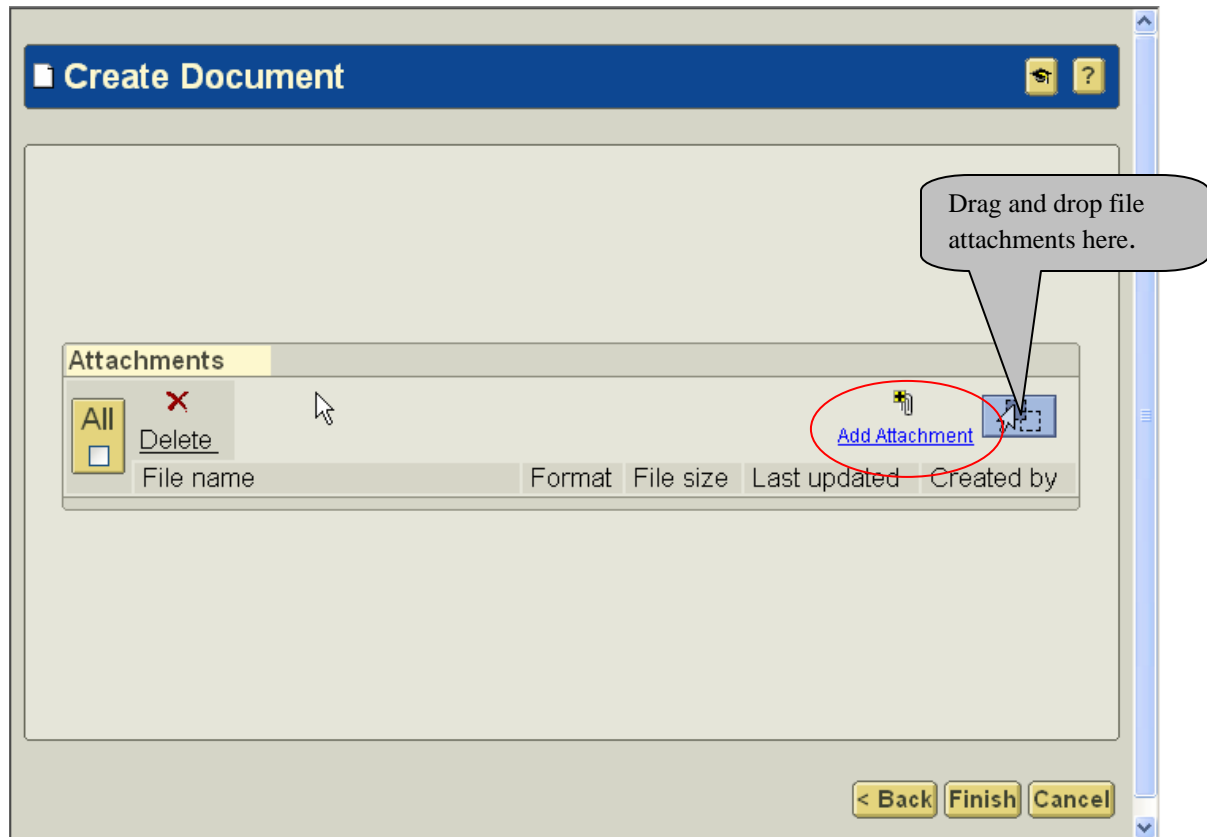 Create Document
?
Drag and drop file
attachments here.
Attachments
All
Delete
Add Attachment
File name Format File size Last updated Created by
< Back Finish Cancel